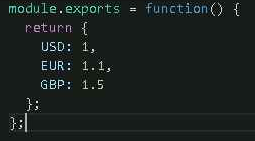 module.exports = function() {
  return {
    USD: 1,
    EUR: 1.1,
    GBP: 1.5
  };
};